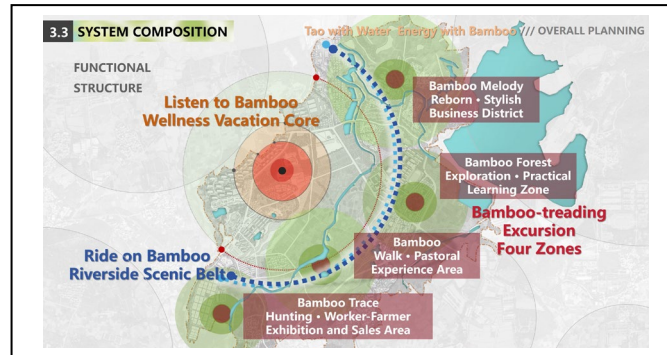 3.3 SYSTEM COMPOSITION
Tao with Water Energy with Bamboo /// OVERALL PLANNING
FUNCTIONAL
STRUCTURE
Listen to Bamboo
Wellness Vacation Core
Bamboo Melody
Reborn • Stylish
Business District
Bamboo Forest
Exploration • Practical
Learning Zone
Bamboo-treading
Excursion
Four Zones
Ride on Bamboo
Riverside Scenic Belt
Bamboo
Walk • Pastoral
Experience Area
Bamboo Trace
Hunting • Worker-Farmer
Exhibition and Sales Area